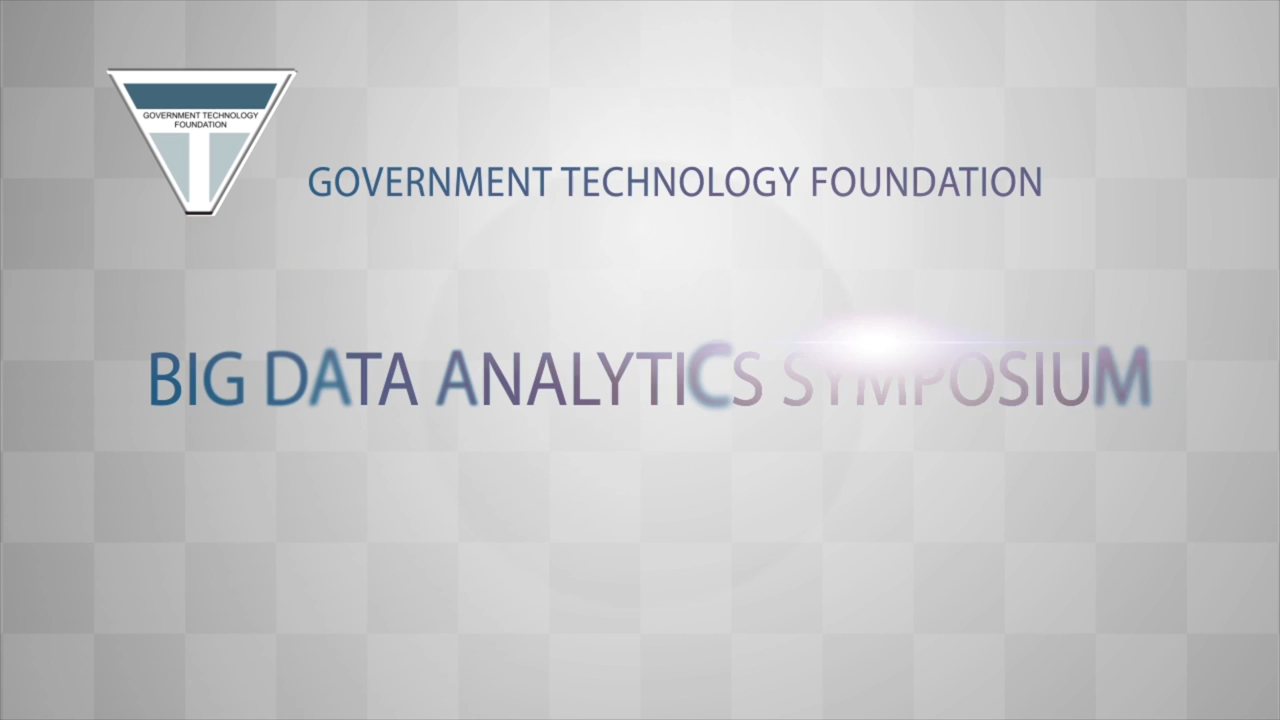 GOVERNMENT TECHNOLOGY
FOUNDATION
GOVERNMENT TECHNOLOGY FOUNDATION
BIG DATA ANALYTICS SYMPOSIUM